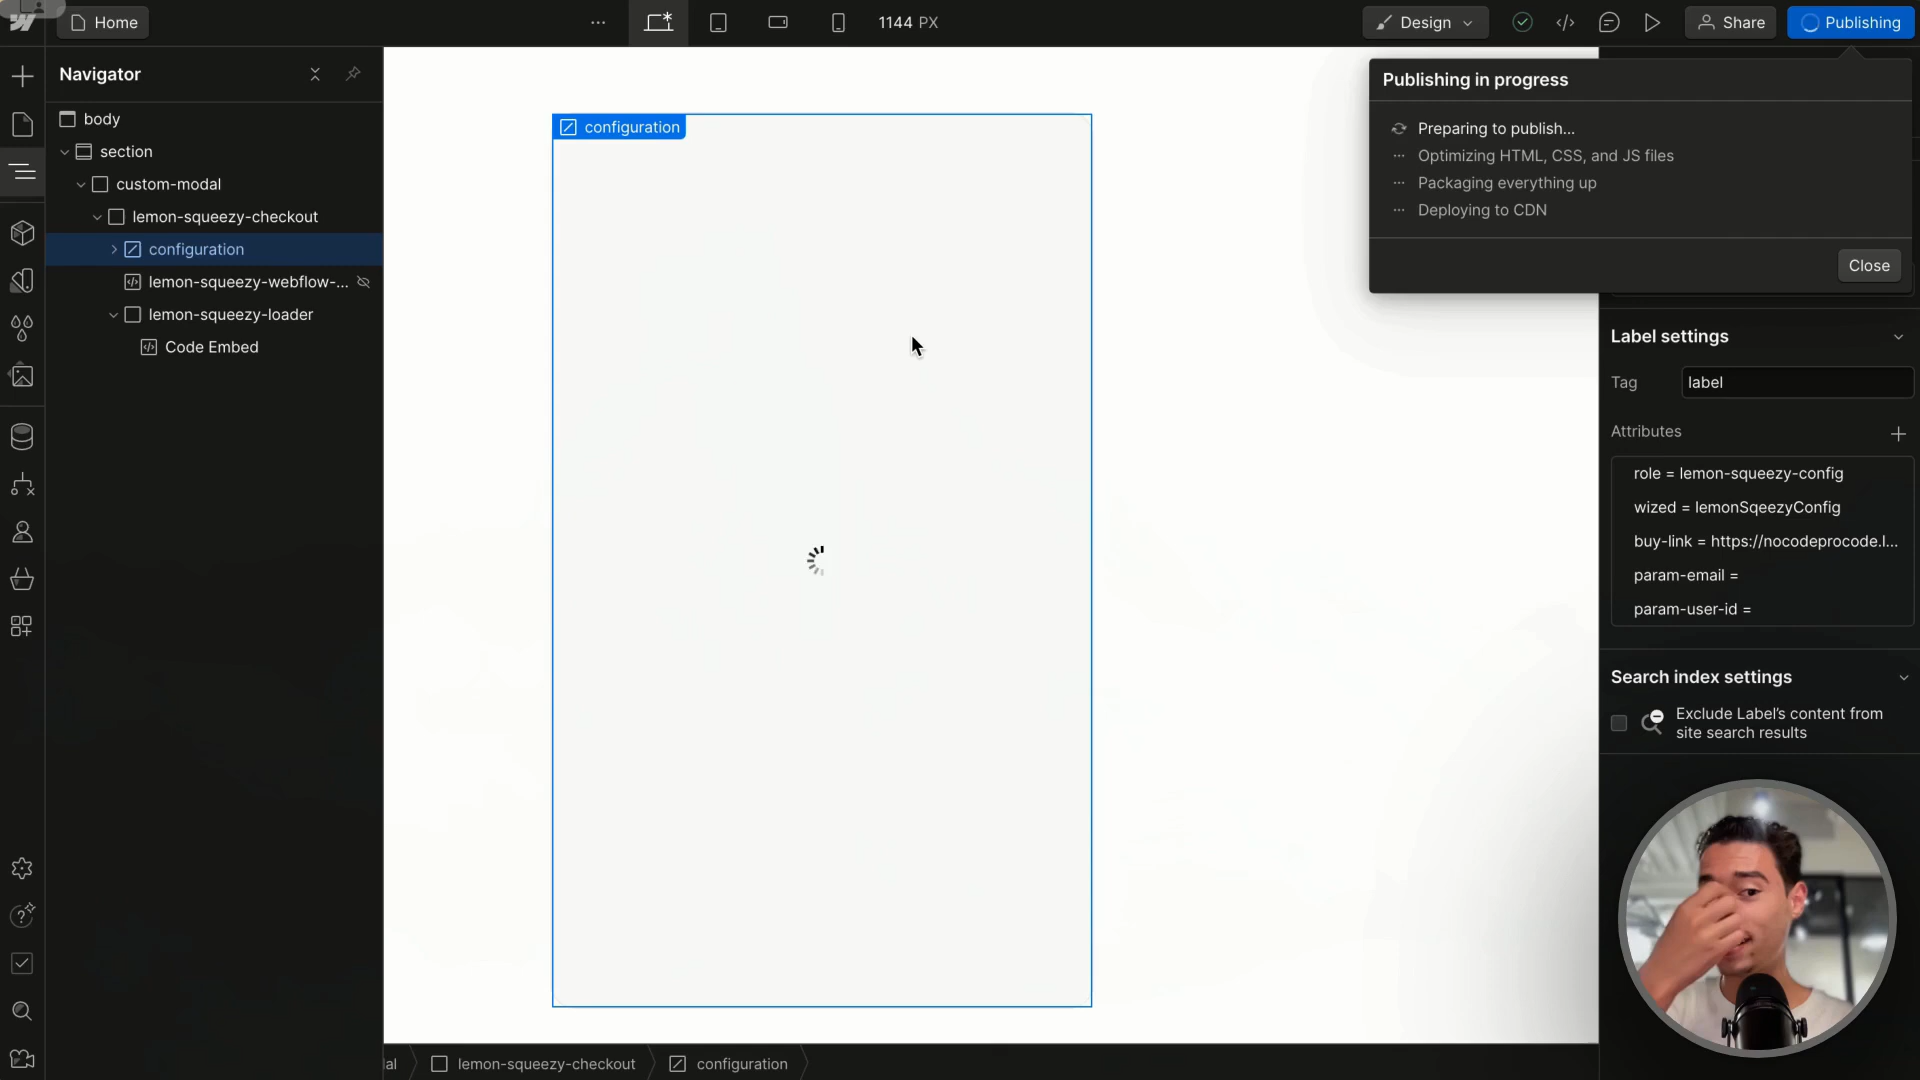 Home
1144 PX
Design
Share
Publishing
Navigator
body
section
custom-modal
lemon-squeezy-checkout
configuration
lemon-squeezy-webflow-...
lemon-squeezy-loader
Code Embed
configuration
Publishing in progress
Preparing to publish...
Optimizing HTML, CSS, and JS files
Packaging everything up
Deploying to CDN
Close
Label settings
Tag
label
Attributes
role = lemon-squeezy-config
wized = lemonSqeezyConfig
buy-link = https://nocodeprocode.l...
param-email =
param-user-id =
Search index settings
Exclude Label's content from
site search results
al
lemon-squeezy-checkout
configuration